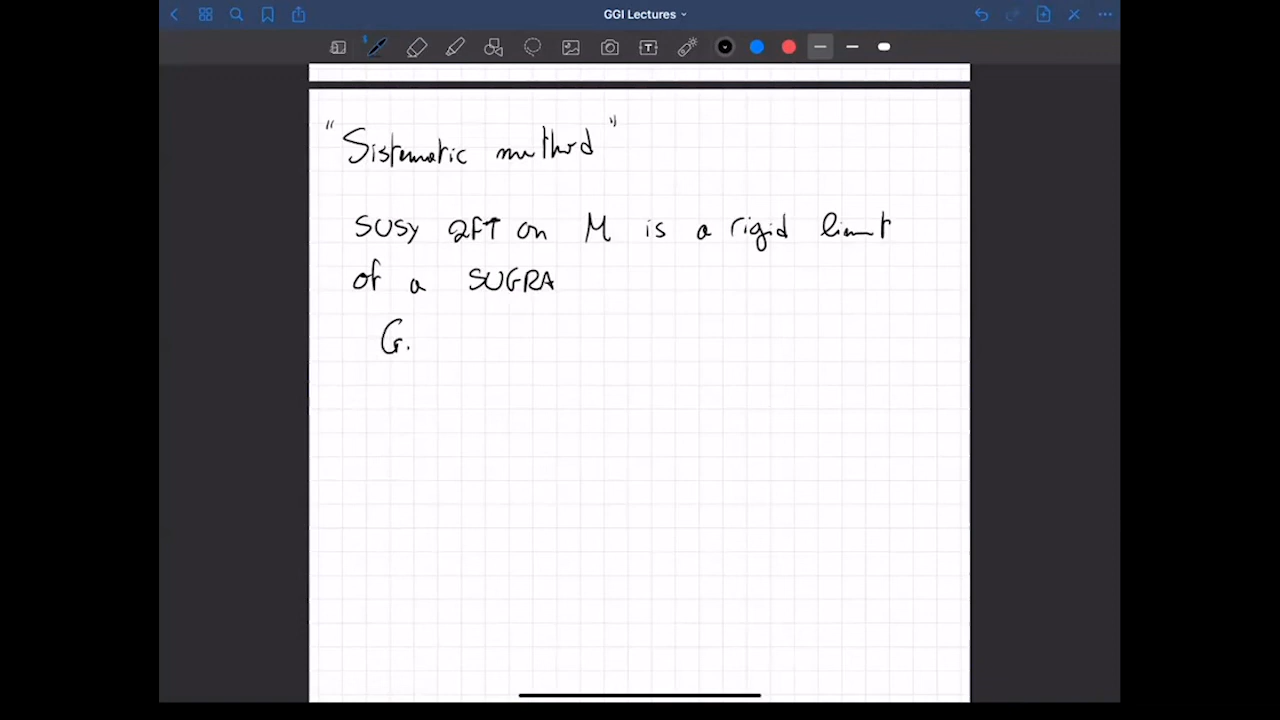 GGI Lectures
"Sistematic method"
SUSY QFT on M is a rigid limit
of a SUGRA
G.